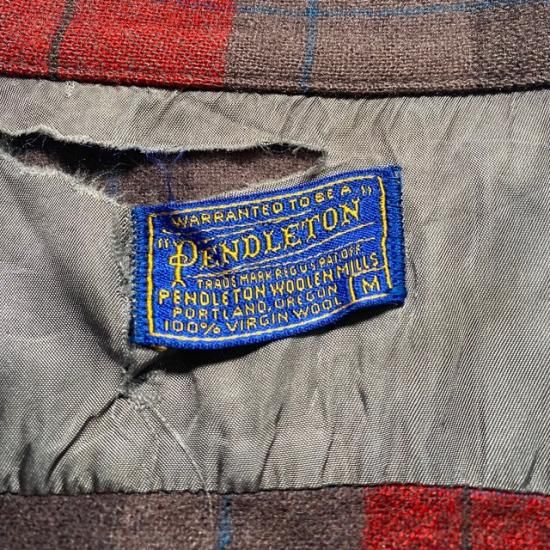 WARRANTED TO BE A
"PENDLETON"
TRADE MARK REG U.S. PAT. OFF.
PENDLETON WOOLEN MILLS
PORTLAND, OREGON
100% VIRGIN WOOL
M